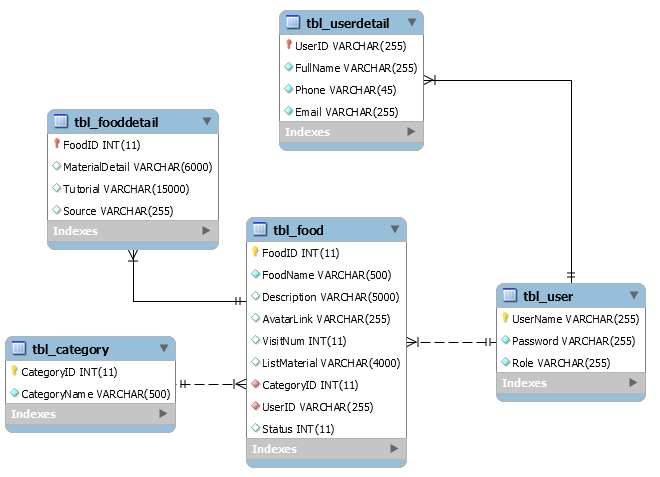 tbl_userdetail
UserID VARCHAR(255)
FullName VARCHAR(255)
Phone VARCHAR(45)
Email VARCHAR(255)
Indexes
tbl_fooddetail
FoodID INT(11)
MaterialDetail VARCHAR(6000)
Tutorial VARCHAR(15000)
Source VARCHAR(255)
Indexes
tbl_food
FoodID INT(11)
FoodName VARCHAR(500)
Description VARCHAR(5000)
AvatarLink VARCHAR(255)
VisitNum INT(11)
ListMaterial VARCHAR(4000)
CategoryID INT(11)
UserID VARCHAR(255)
Status INT(11)
Indexes
tbl_user
UserName VARCHAR(255)
Password VARCHAR(255)
Role VARCHAR(255)
Indexes
tbl_category
CategoryID INT(11)
CategoryName VARCHAR(500)
Indexes